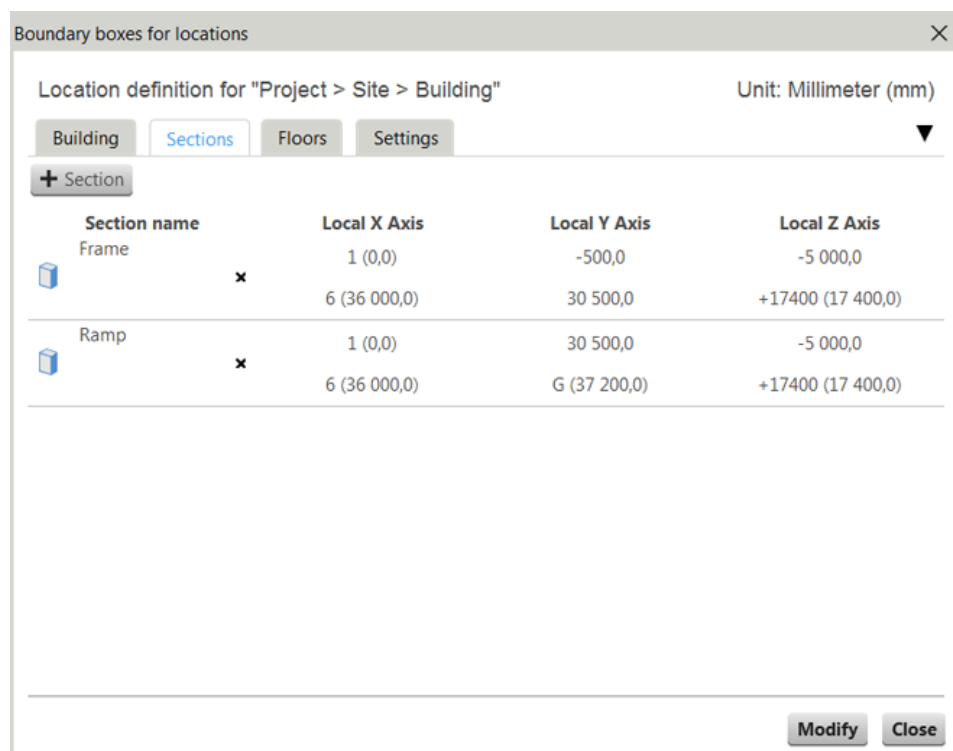 Boundary boxes for locations
Location definition for "Project > Site > Building" Unit: Millimeter (mm)
Building Sections Floors Settings
+ Section
Section name Local X Axis Local Y Axis Local Z Axis
Frame
1 (0,0) -500,0 -5 000,0
6 (36 000,0) 30 500,0 +17400 (17 400,0)
Ramp
1 (0,0) 30 500,0 -5 000,0
6 (36 000,0) G (37 200,0) +17400 (17 400,0)
Modify Close